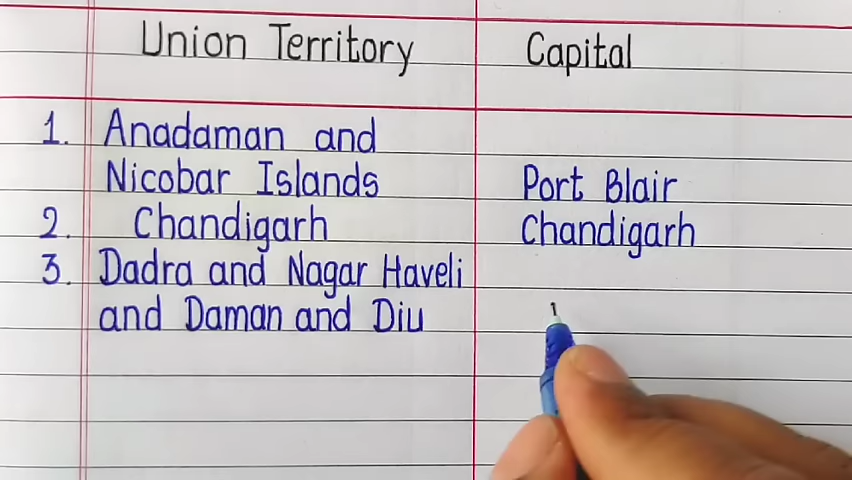 Union Territory Capital
1. Anadaman and
Nicobar Islands Port Blair
2. Chandigarh Chandigarh
3. Dadra and Nagar Haveli
and Daman and Diu